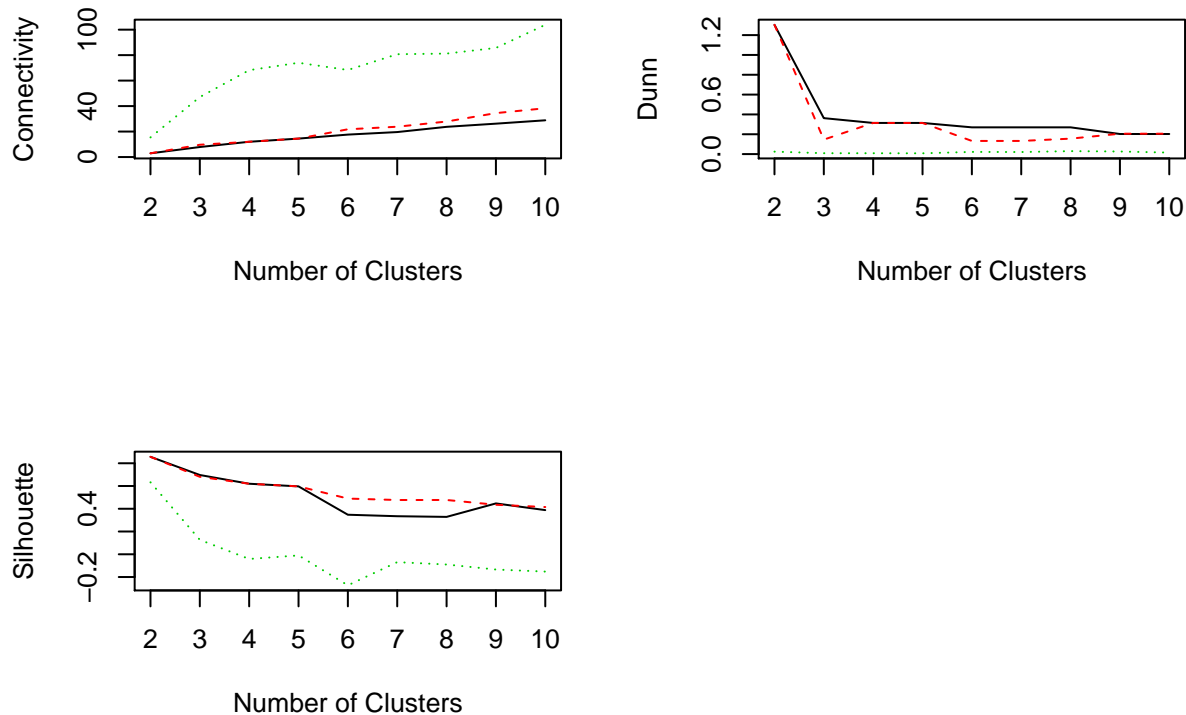 Connectivity
100
40
0
2 3 4 5 6 7 8 9 10
Number of Clusters
Dunn
1.2
0.6
0.0
2 3 4 5 6 7 8 9 10
Number of Clusters
Silhouette
0.4
−0.2
2 3 4 5 6 7 8 9 10
Number of Clusters